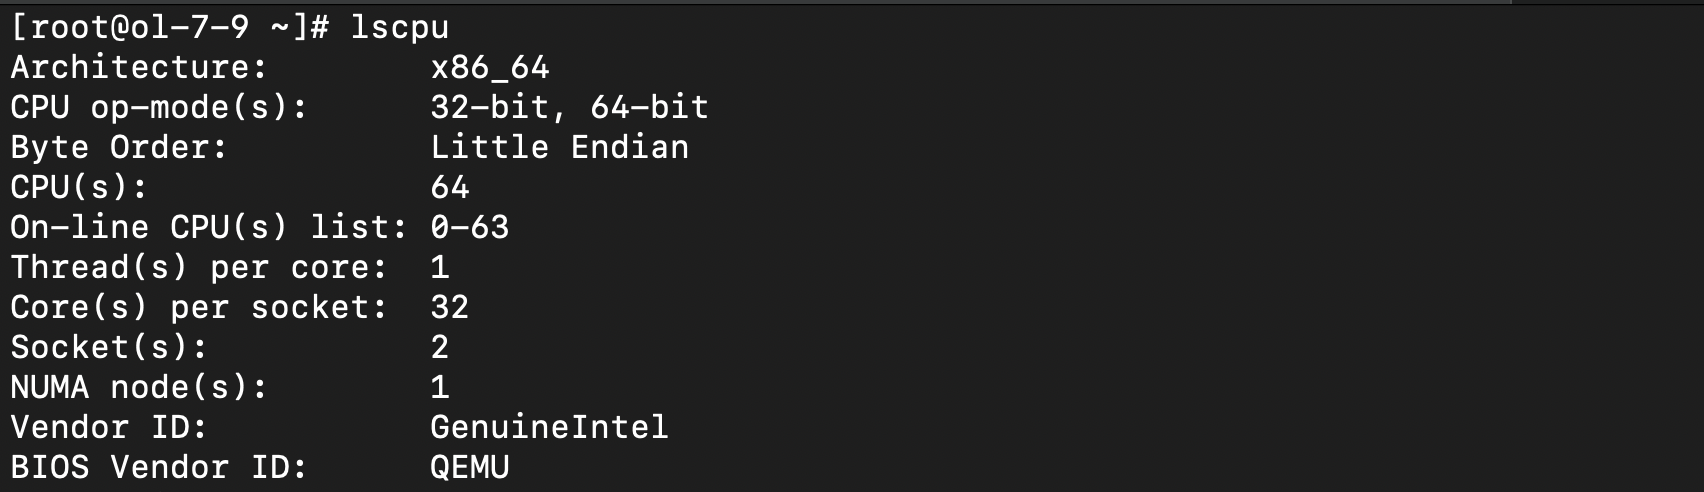 [root@ol-7-9 ~]# lscpu
Architecture: x86_64
CPU op-mode(s): 32-bit, 64-bit
Byte Order: Little Endian
CPU(s): 64
On-line CPU(s) list: 0-63
Thread(s) per core: 1
Core(s) per socket: 32
Socket(s): 2
NUMA node(s): 1
Vendor ID: GenuineIntel
BIOS Vendor ID: QEMU